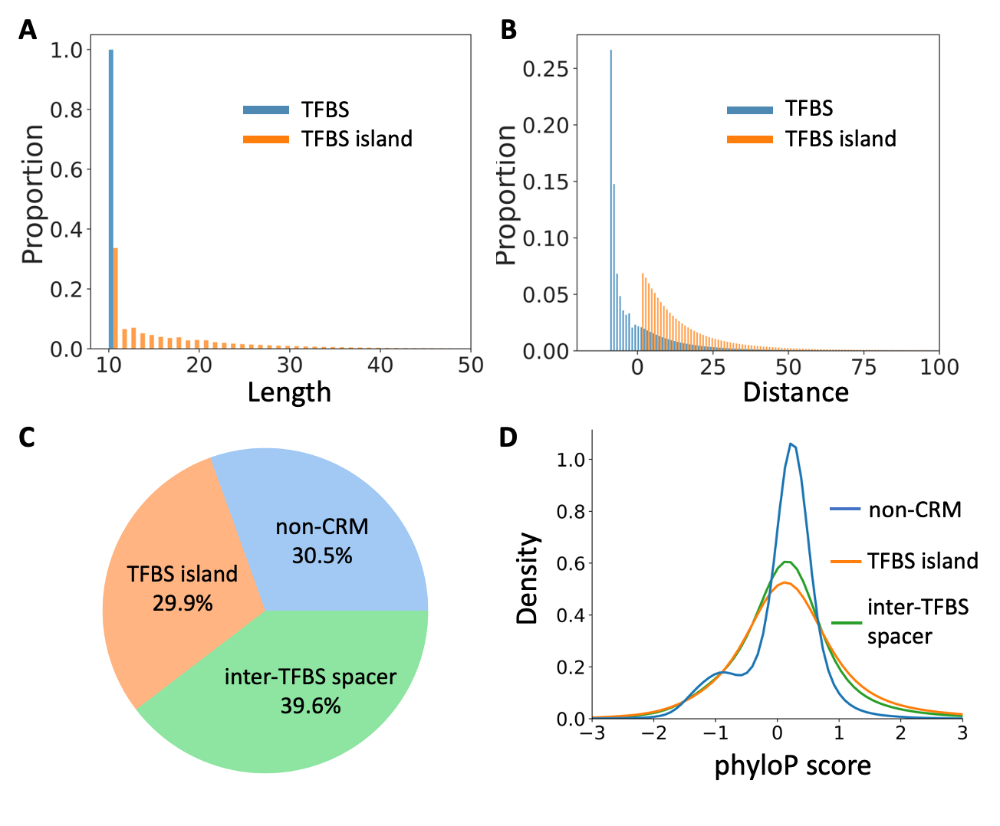 A
1.0
0.8
0.6
0.4
0.2
0.0
Proportion
TFBS
TFBS island
10
20
30
40
50
Length
B
0.25
0.20
0.15
0.10
0.05
0.00
Proportion
TFBS
TFBS island
0
25
50
75
100
Distance
C
non-CRM
30.5%
TFBS island
29.9%
inter-TFBS spacer
39.6%
D
1.0
0.8
0.6
0.4
0.2
0.0
Density
non-CRM
TFBS island
inter-TFBS
spacer
−3
−2
−1
0
1
2
3
phyloP score